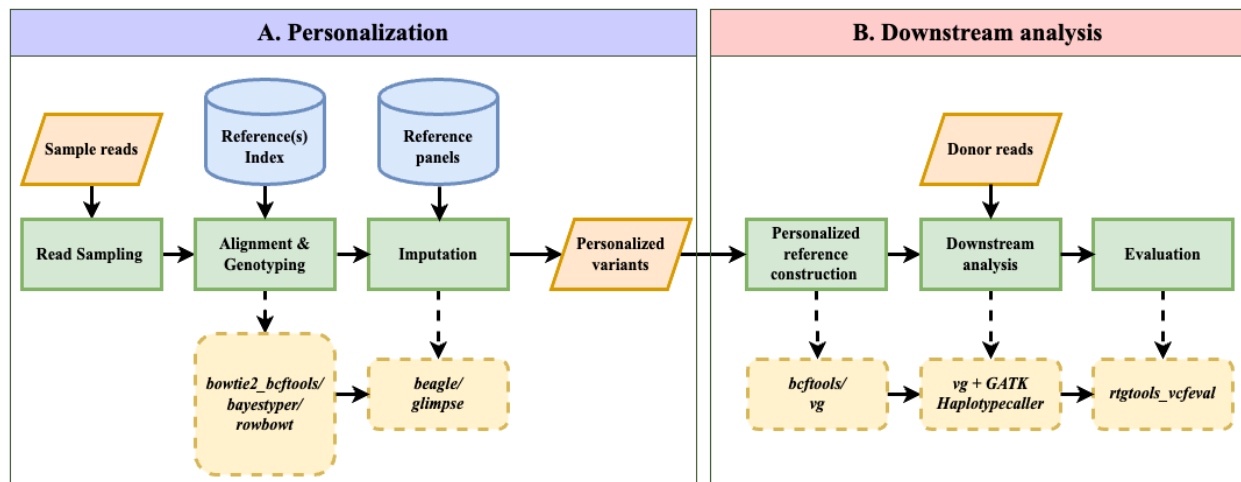 A. Personalization
B. Downstream analysis
Sample reads
Reference(s)
Index
Reference
panels
Donor reads
Read Sampling
Alignment &
Genotyping
Imputation
Personalized
variants
Personalized
reference
construction
Downstream
analysis
Evaluation
bowtie2_bcftools/
bayestyper/
rowbowt
beagle/
glimpse
bcftools/
vg
vg + GATK
Haplotypecaller
rtgtools_vcfeval